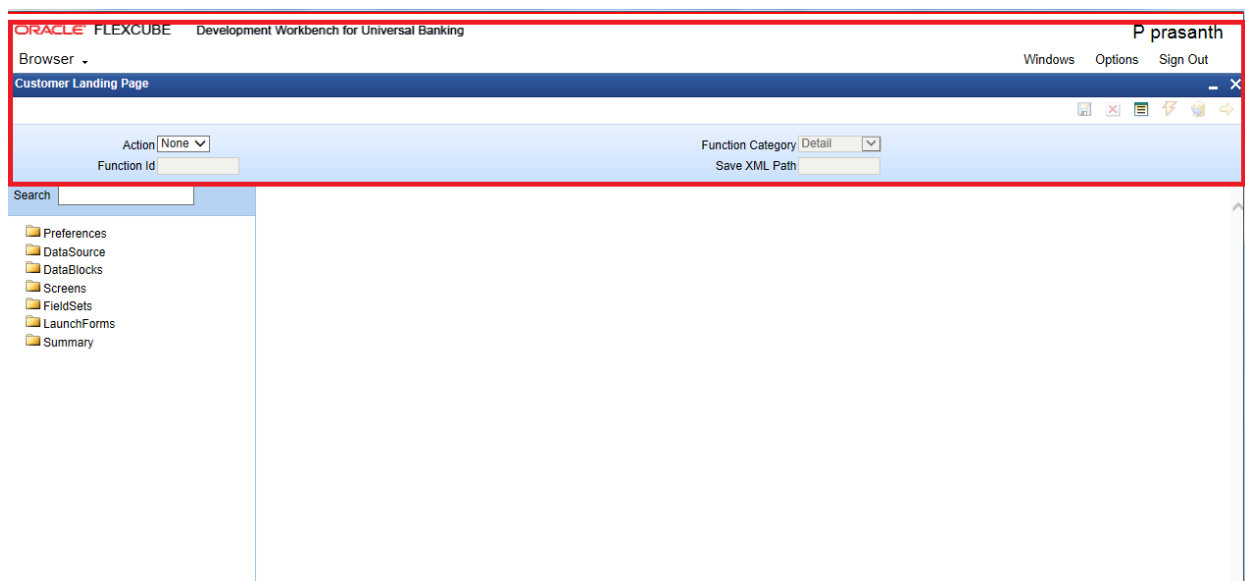 ORACLE® FLEXCUBE Development Workbench for Universal Banking P prasanth
Browser Windows Options Sign Out
Customer Landing Page
Action None Function Category Detail
Function Id Save XML Path
Search
Preferences
DataSource
DataBlocks
Screens
FieldSets
LaunchForms
Summary